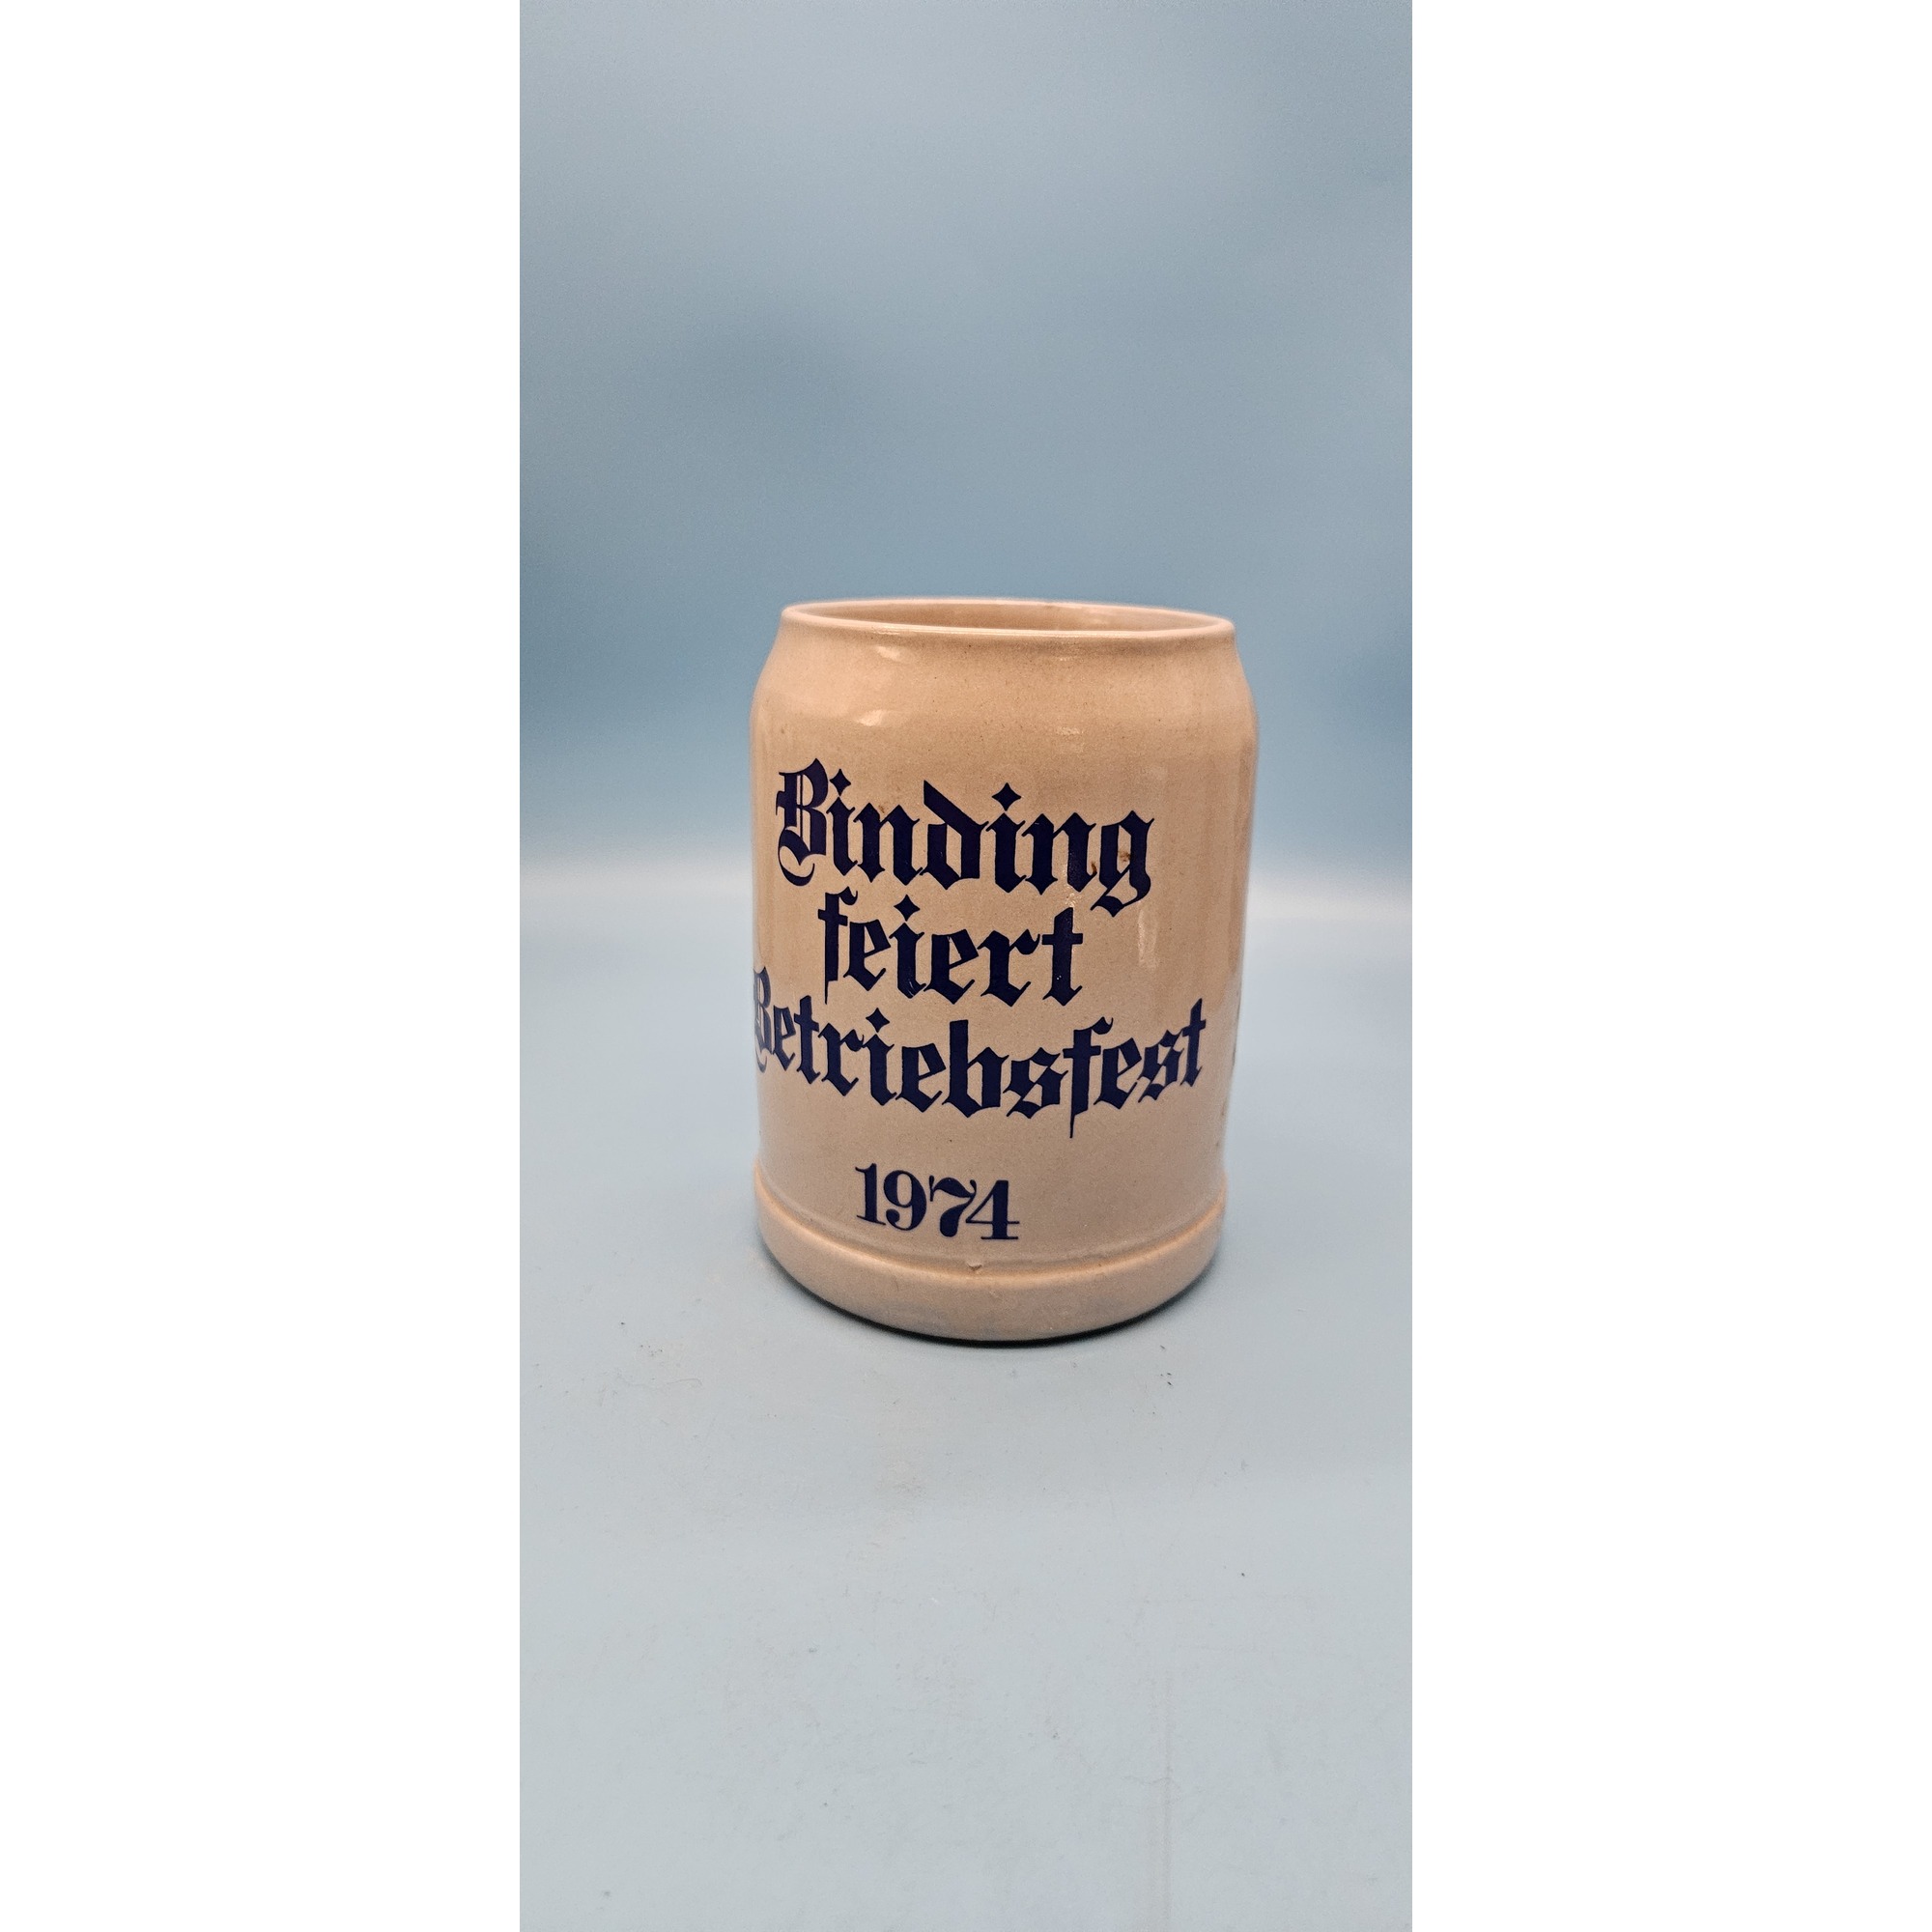 Binding
feiert
Betriebsfest
1974